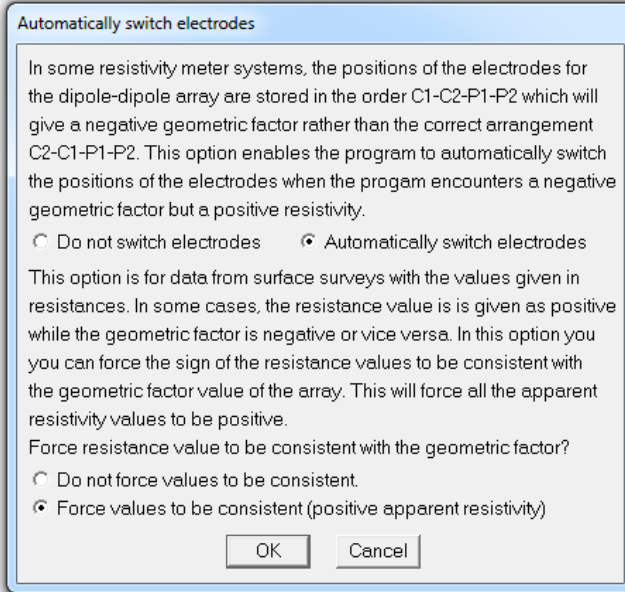 Automatically switch electrodes
In some resistivity meter systems, the positions of the electrodes for
the dipole-dipole array are stored in the order C1-C2-P1-P2 which will
give a negative geometric factor rather than the correct arrangement
C2-C1-P1-P2. This option enables the program to automatically switch
the positions of the electrodes when the progam encounters a negative
geometric factor but a positive resistivity.
Do not switch electrodes Automatically switch electrodes
This option is for data from surface surveys with the values given in
resistances. In some cases, the resistance value is is given as positive
while the geometric factor is negative or vice versa. In this option you
you can force the sign of the resistance values to be consistent with
the geometric factor value of the array. This will force all the apparent
resistivity values to be positive.
Force resistance value to be consistent with the geometric factor?
Do not force values to be consistent.
Force values to be consistent (positive apparent resistivity)
OK Cancel